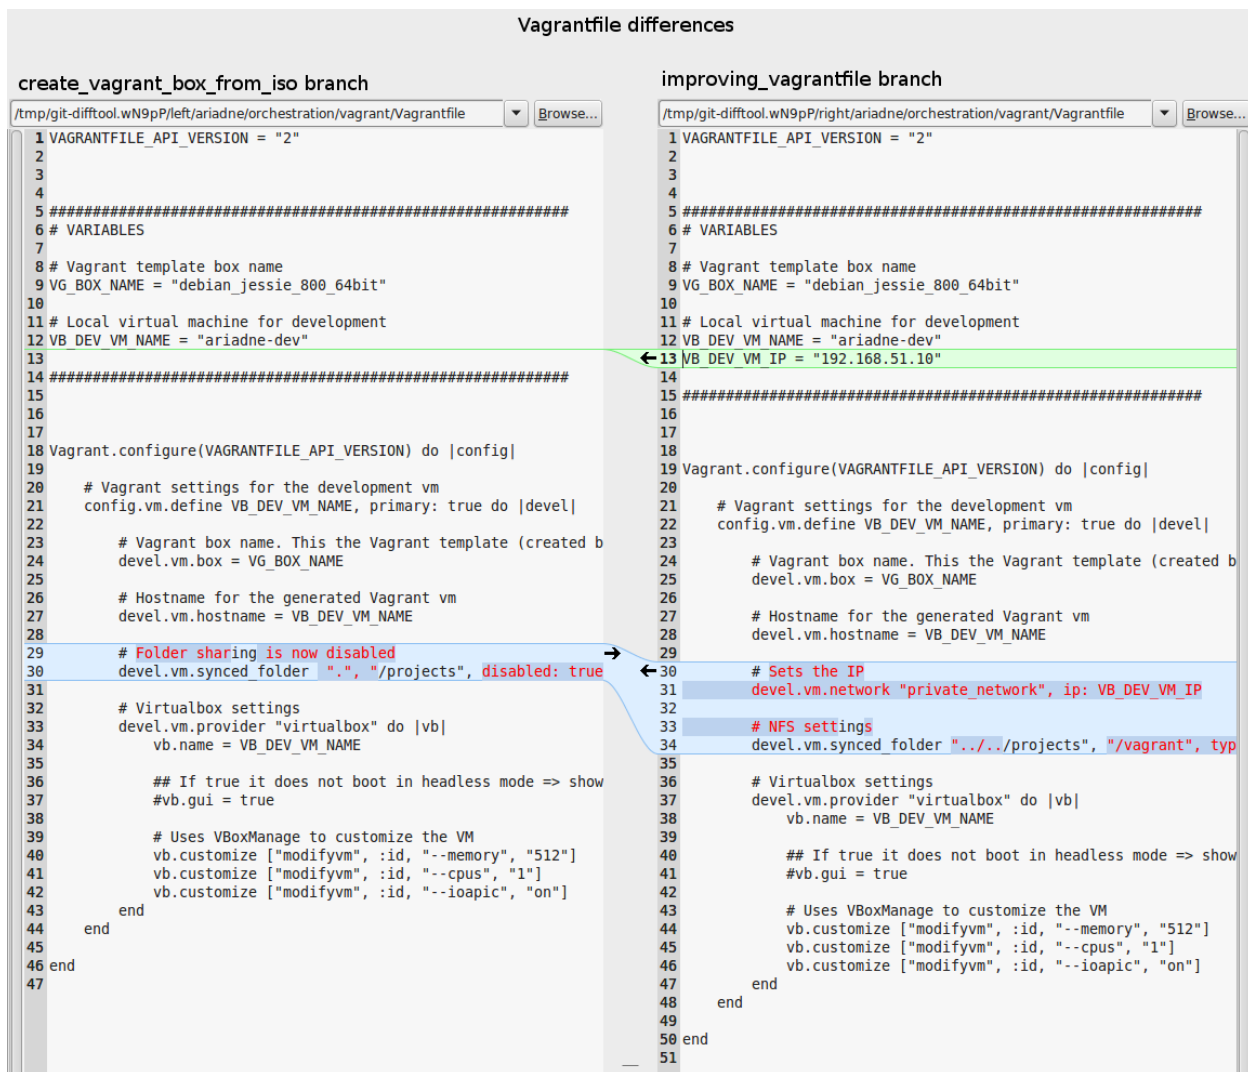 Vagrantfile differences
create_vagrant_box_from_iso branch
/tmp/git-difftool.wN9pP/left/ariadne/orchestration/vagrant/Vagrantfile Browse...
1 VAGRANTFILE_API_VERSION = "2"
2
3
4
5 ############################################################
6 # VARIABLES
7
8 # Vagrant template box name
9 VG_BOX_NAME = "debian_jessie_800_64bit"
10
11 # Local virtual machine for development
12 VB_DEV_VM_NAME = "ariadne-dev"
13
14 ############################################################
15
16
17
18 Vagrant.configure(VAGRANTFILE_API_VERSION) do |config|
19
20     # Vagrant settings for the development vm
21     config.vm.define VB_DEV_VM_NAME, primary: true do |devel|
22
23         # Vagrant box name. This the Vagrant template (created b
24         devel.vm.box = VG_BOX_NAME
25
26         # Hostname for the generated Vagrant vm
27         devel.vm.hostname = VB_DEV_VM_NAME
28
29         # Folder sharing is now disabled
30         devel.vm.synced_folder  ".", "/projects", disabled: true
31
32         # Virtualbox settings
33         devel.vm.provider "virtualbox" do |vb|
34             vb.name = VB_DEV_VM_NAME
35
36             ## If true it does not boot in headless mode => show
37             #vb.gui = true
38
39             # Uses VBoxManage to customize the VM
40             vb.customize ["modifyvm", :id, "--memory", "512"]
41             vb.customize ["modifyvm", :id, "--cpus", "1"]
42             vb.customize ["modifyvm", :id, "--ioapic", "on"]
43         end
44     end
45
46 end
47
improving_vagrantfile branch
/tmp/git-difftool.wN9pP/right/ariadne/orchestration/vagrant/Vagrantfile Browse...
1 VAGRANTFILE_API_VERSION = "2"
2
3
4
5 ############################################################
6 # VARIABLES
7
8 # Vagrant template box name
9 VG_BOX_NAME = "debian_jessie_800_64bit"
10
11 # Local virtual machine for development
12 VB_DEV_VM_NAME = "ariadne-dev"
13 VB_DEV_VM_IP = "192.168.51.10"
14
15 ############################################################
16
17
18
19 Vagrant.configure(VAGRANTFILE_API_VERSION) do |config|
20
21     # Vagrant settings for the development vm
22     config.vm.define VB_DEV_VM_NAME, primary: true do |devel|
23
24         # Vagrant box name. This the Vagrant template (created b
25         devel.vm.box = VG_BOX_NAME
26
27         # Hostname for the generated Vagrant vm
28         devel.vm.hostname = VB_DEV_VM_NAME
29
30         # Sets the IP
31         devel.vm.network "private_network", ip: VB_DEV_VM_IP
32
33         # NFS settings
34         devel.vm.synced_folder "../../projects", "/vagrant", typ
35
36         # Virtualbox settings
37         devel.vm.provider "virtualbox" do |vb|
38             vb.name = VB_DEV_VM_NAME
39
40             ## If true it does not boot in headless mode => show
41             #vb.gui = true
42
43             # Uses VBoxManage to customize the VM
44             vb.customize ["modifyvm", :id, "--memory", "512"]
45             vb.customize ["modifyvm", :id, "--cpus", "1"]
46             vb.customize ["modifyvm", :id, "--ioapic", "on"]
47         end
48     end
49
50 end
51